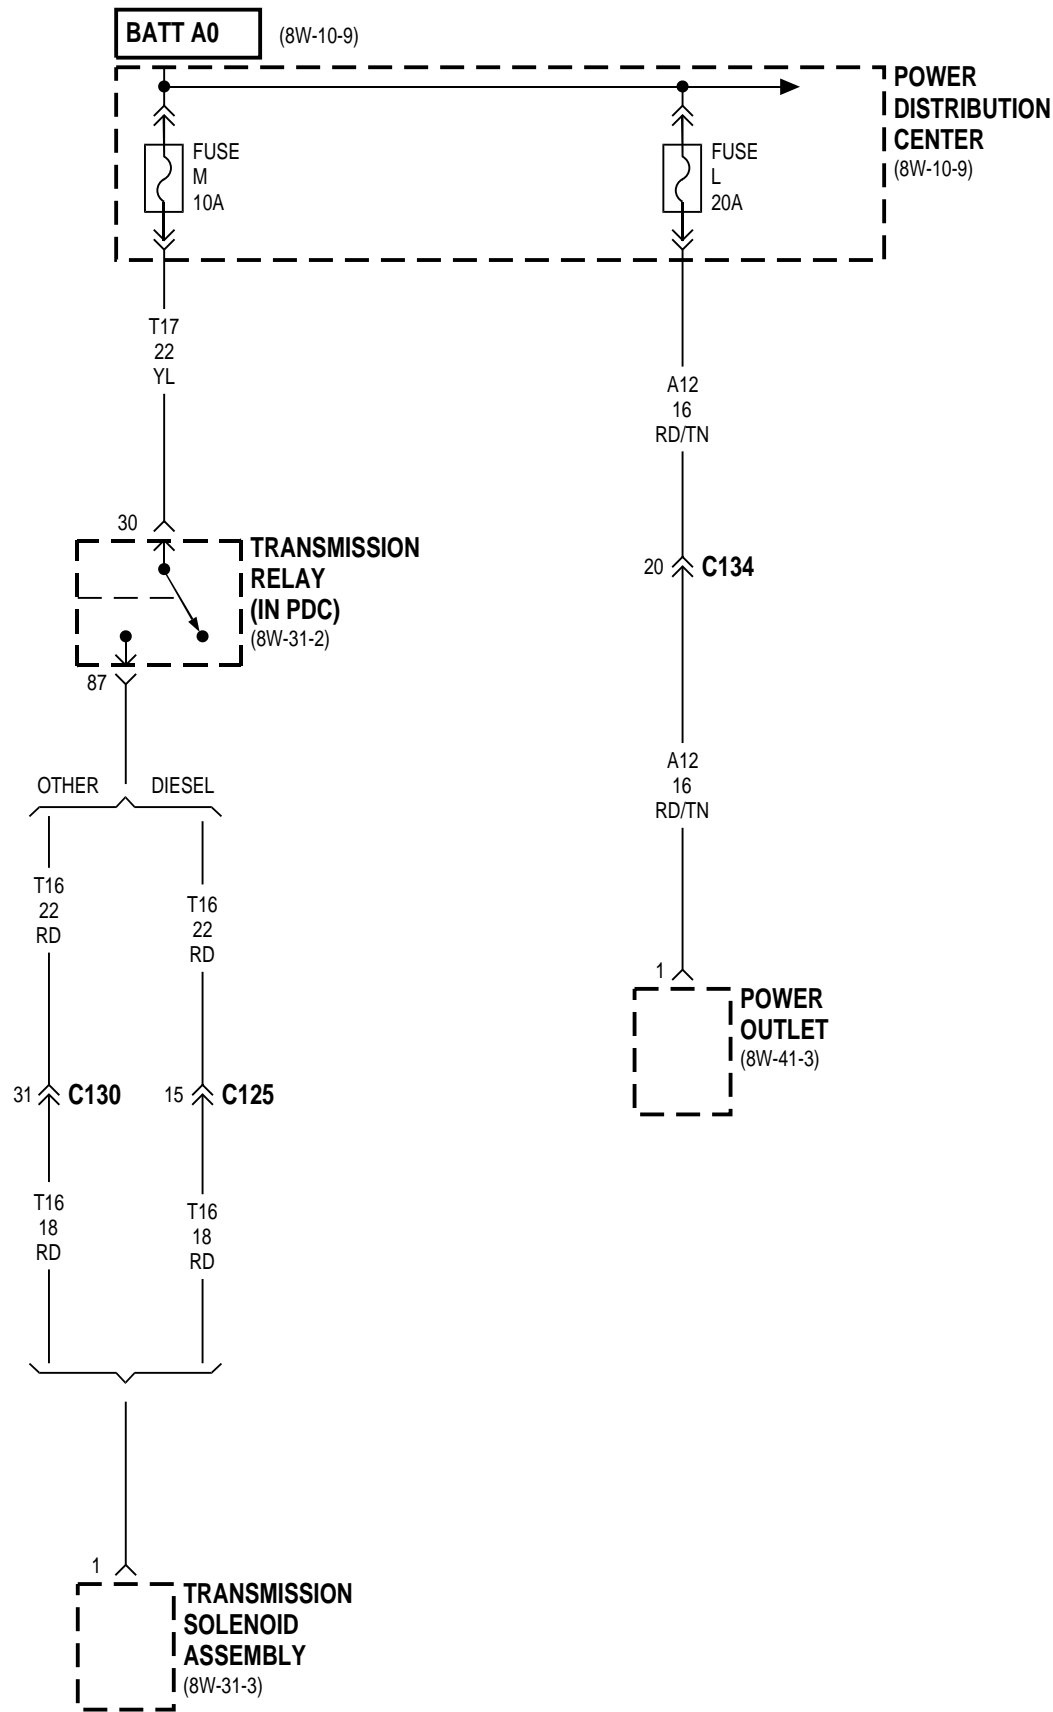 BATT A0 (8W-10-9)
POWER
DISTRIBUTION
CENTER
(8W-10-9)
FUSE
M
10A
FUSE
L
20A
T17
22
YL
A12
16
RD/TN
30
TRANSMISSION
RELAY
(IN PDC)
(8W-31-2)
87
20 C134
A12
16
RD/TN
OTHER DIESEL
T16
22
RD
T16
22
RD
1
POWER
OUTLET
(8W-41-3)
31 C130
15 C125
T16
18
RD
T16
18
RD
1
TRANSMISSION
SOLENOID
ASSEMBLY
(8W-31-3)